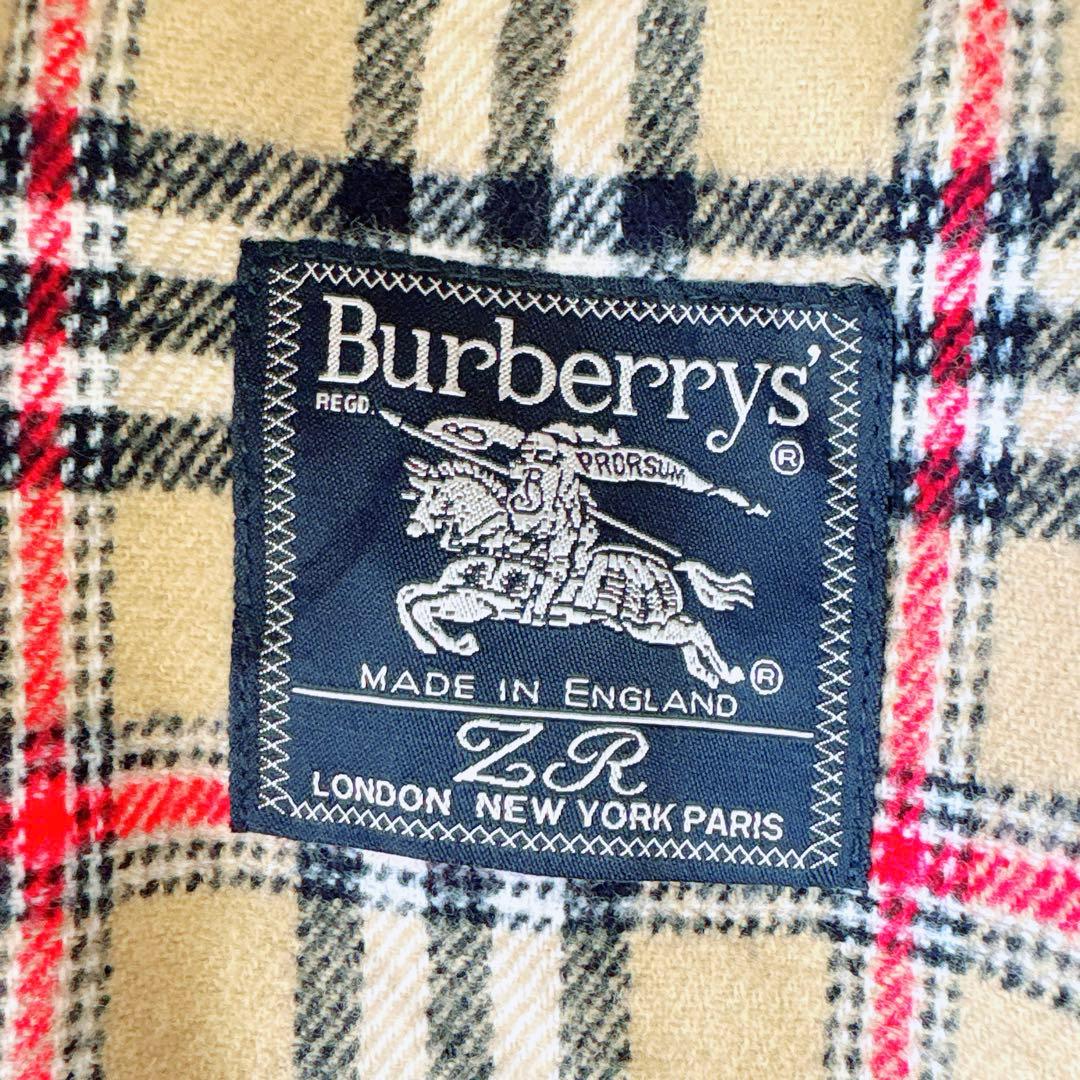 Burberrys'
REGD.
PRORSUM
®
MADE IN ENGLAND ®
ZR
LONDON NEW YORK PARIS